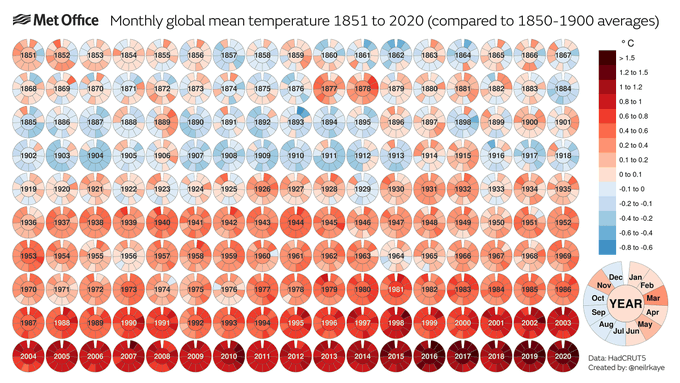 Met Office Monthly global mean temperature 1851 to 2020 (compared to 1850-1900 averages)
1851 1852 1853 1854 1855 1856 1857 1858 1859 1860 1861 1862 1863 1864 1865 1866 1867
1868 1869 1870 1871 1872 1873 1874 1875 1876 1877 1878 1879 1880 1881 1882 1883 1884
1885 1886 1887 1888 1889 1890 1891 1892 1893 1894 1895 1896 1897 1898 1899 1900 1901
1902 1903 1904 1905 1906 1907 1908 1909 1910 1911 1912 1913 1914 1915 1916 1917 1918
1919 1920 1921 1922 1923 1924 1925 1926 1927 1928 1929 1930 1931 1932 1933 1934 1935
1936 1937 1938 1939 1940 1941 1942 1943 1944 1945 1946 1947 1948 1949 1950 1951 1952
1953 1954 1955 1956 1957 1958 1959 1960 1961 1962 1963 1964 1965 1966 1967 1968 1969
1970 1971 1972 1973 1974 1975 1976 1977 1978 1979 1980 1981 1982 1983 1984 1985 1986
1987 1988 1989 1990 1991 1992 1993 1994 1995 1996 1997 1998 1999 2000 2001 2002 2003
2004 2005 2006 2007 2008 2009 2010 2011 2012 2013 2014 2015 2016 2017 2018 2019 2020
° C
> 1.5
1.2 to 1.5
1 to 1.2
0.8 to 1
0.6 to 0.8
0.4 to 0.6
0.2 to 0.4
0.1 to 0.2
0 to 0.1
-0.1 to 0
-0.2 to -0.1
-0.4 to -0.2
-0.6 to -0.4
-0.8 to -0.6
Dec Jan
Nov Feb
Oct YEAR Mar
Sep Apr
Aug May
Jul Jun
Data: HadCRUT5
Created by: @neilrkaye